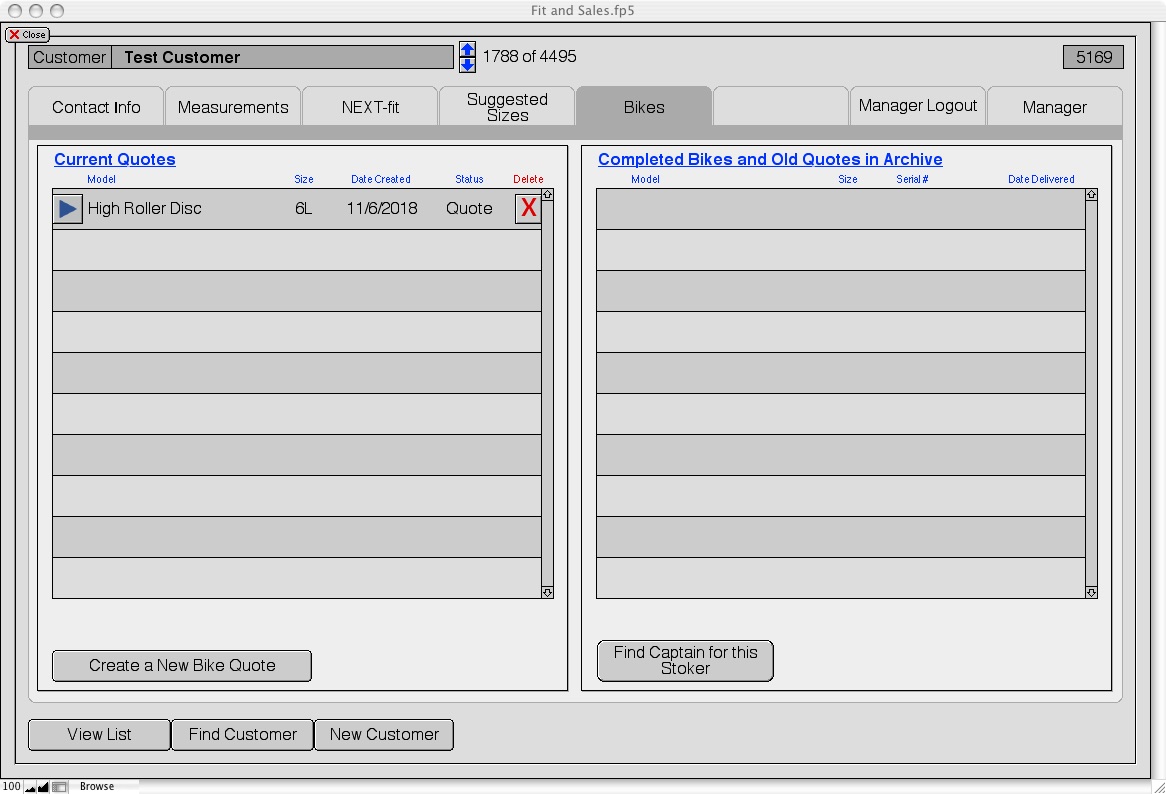 Fit and Sales.fp5
X Close
Customer Test Customer 1788 of 4495 5169
Contact Info Measurements NEXT-fit Suggested Sizes Bikes Manager Logout Manager
Current Quotes
Model Size Date Created Status Delete
High Roller Disc 6L 11/6/2018 Quote X
Create a New Bike Quote
Completed Bikes and Old Quotes in Archive
Model Size Serial # Date Delivered
Find Captain for this
Stoker
View List Find Customer New Customer
100 Browse